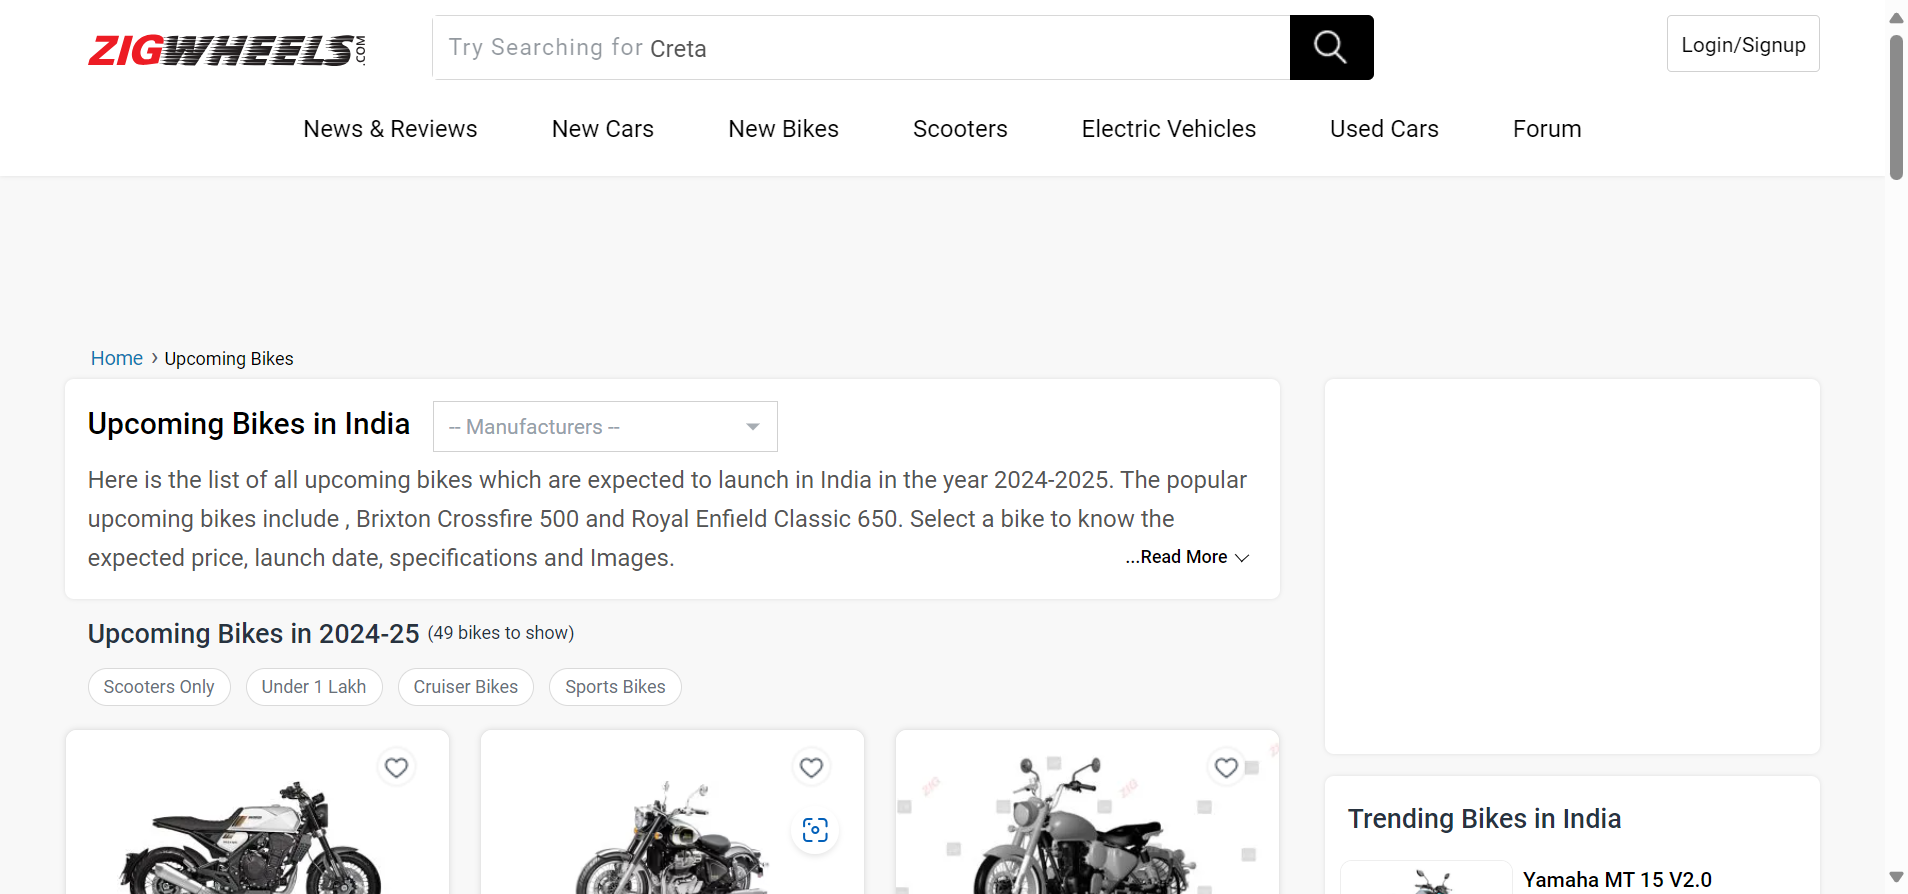 ZIGWHEELS.COM
Try Searching for Creta
Login/Signup
News & Reviews New Cars New Bikes Scooters Electric Vehicles Used Cars Forum
Home › Upcoming Bikes
Upcoming Bikes in India
-- Manufacturers --
Here is the list of all upcoming bikes which are expected to launch in India in the year 2024-2025. The popular
upcoming bikes include , Brixton Crossfire 500 and Royal Enfield Classic 650. Select a bike to know the
expected price, launch date, specifications and Images.
...Read More
Upcoming Bikes in 2024-25 (49 bikes to show)
Scooters Only Under 1 Lakh Cruiser Bikes Sports Bikes
ZIG
ZIG
Trending Bikes in India
Yamaha MT 15 V2.0